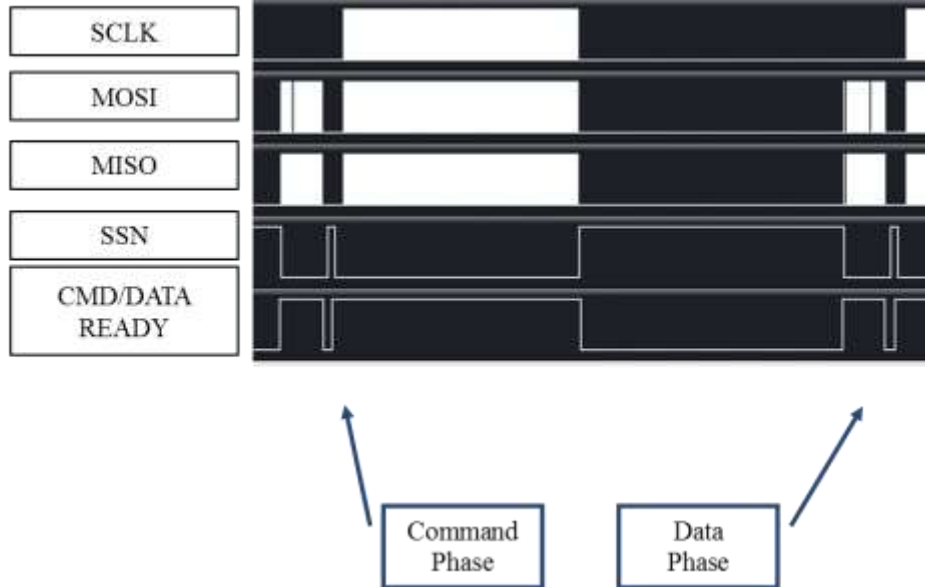 SCLK
MOSI
MISO
SSN
CMD/DATA
READY
Command
Phase
Data
Phase